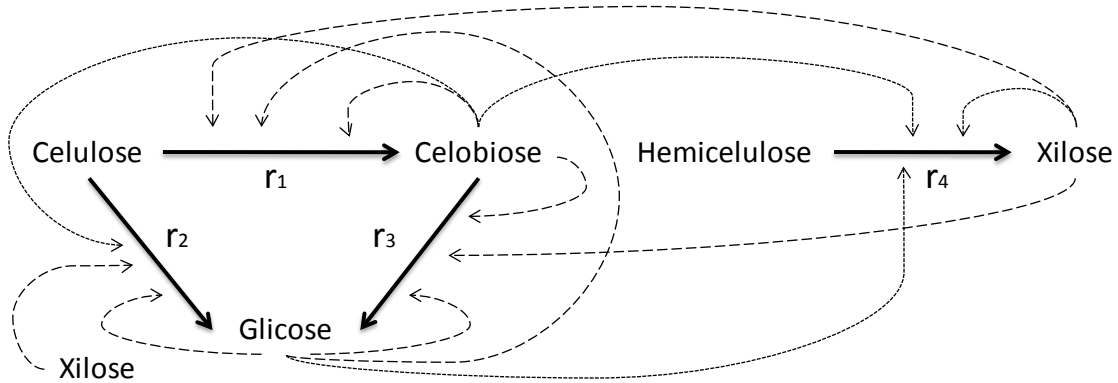 Celulose
Celobiose
Hemicelulose
Xilose
r1
r4
r2
r3
Glicose
Xilose